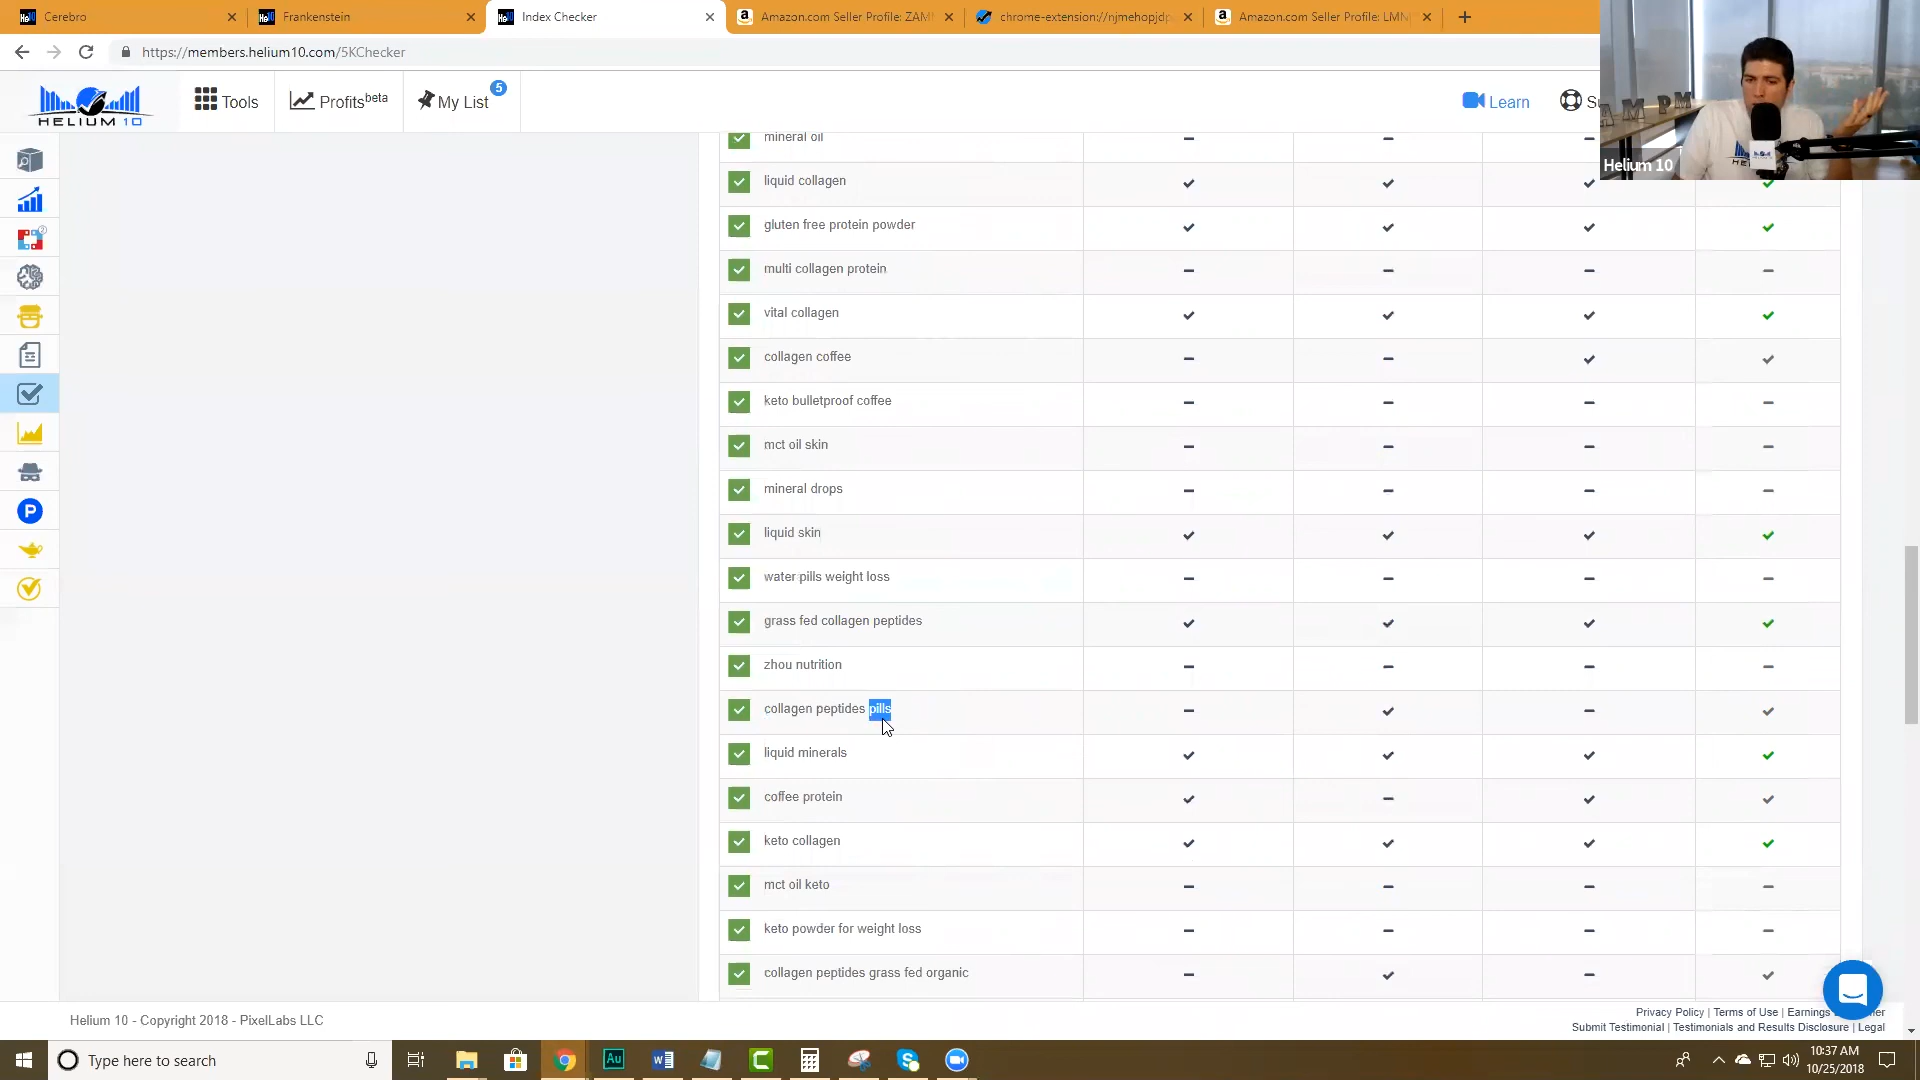 Cerebro
Frankenstein
Index Checker
Amazon.com Seller Profile: ZAM
chrome-extension://njmehopjdp
Amazon.com Seller Profile: LMN
https://members.helium10.com/5KChecker
HELIUM 10
Tools
Profits beta
My List
5
Learn
Su
AM PM
Helium 10
mineral oil
liquid collagen
gluten free protein powder
multi collagen protein
vital collagen
collagen coffee
keto bulletproof coffee
mct oil skin
mineral drops
liquid skin
water pills weight loss
grass fed collagen peptides
zhou nutrition
collagen peptides pills
liquid minerals
coffee protein
keto collagen
mct oil keto
keto powder for weight loss
collagen peptides grass fed organic
Helium 10 - Copyright 2018 - PixelLabs LLC
Privacy Policy | Terms of Use | Earnings
Submit Testimonial | Testimonials and Results Disclosure | Legal
Type here to search
10:37 AM
10/25/2018